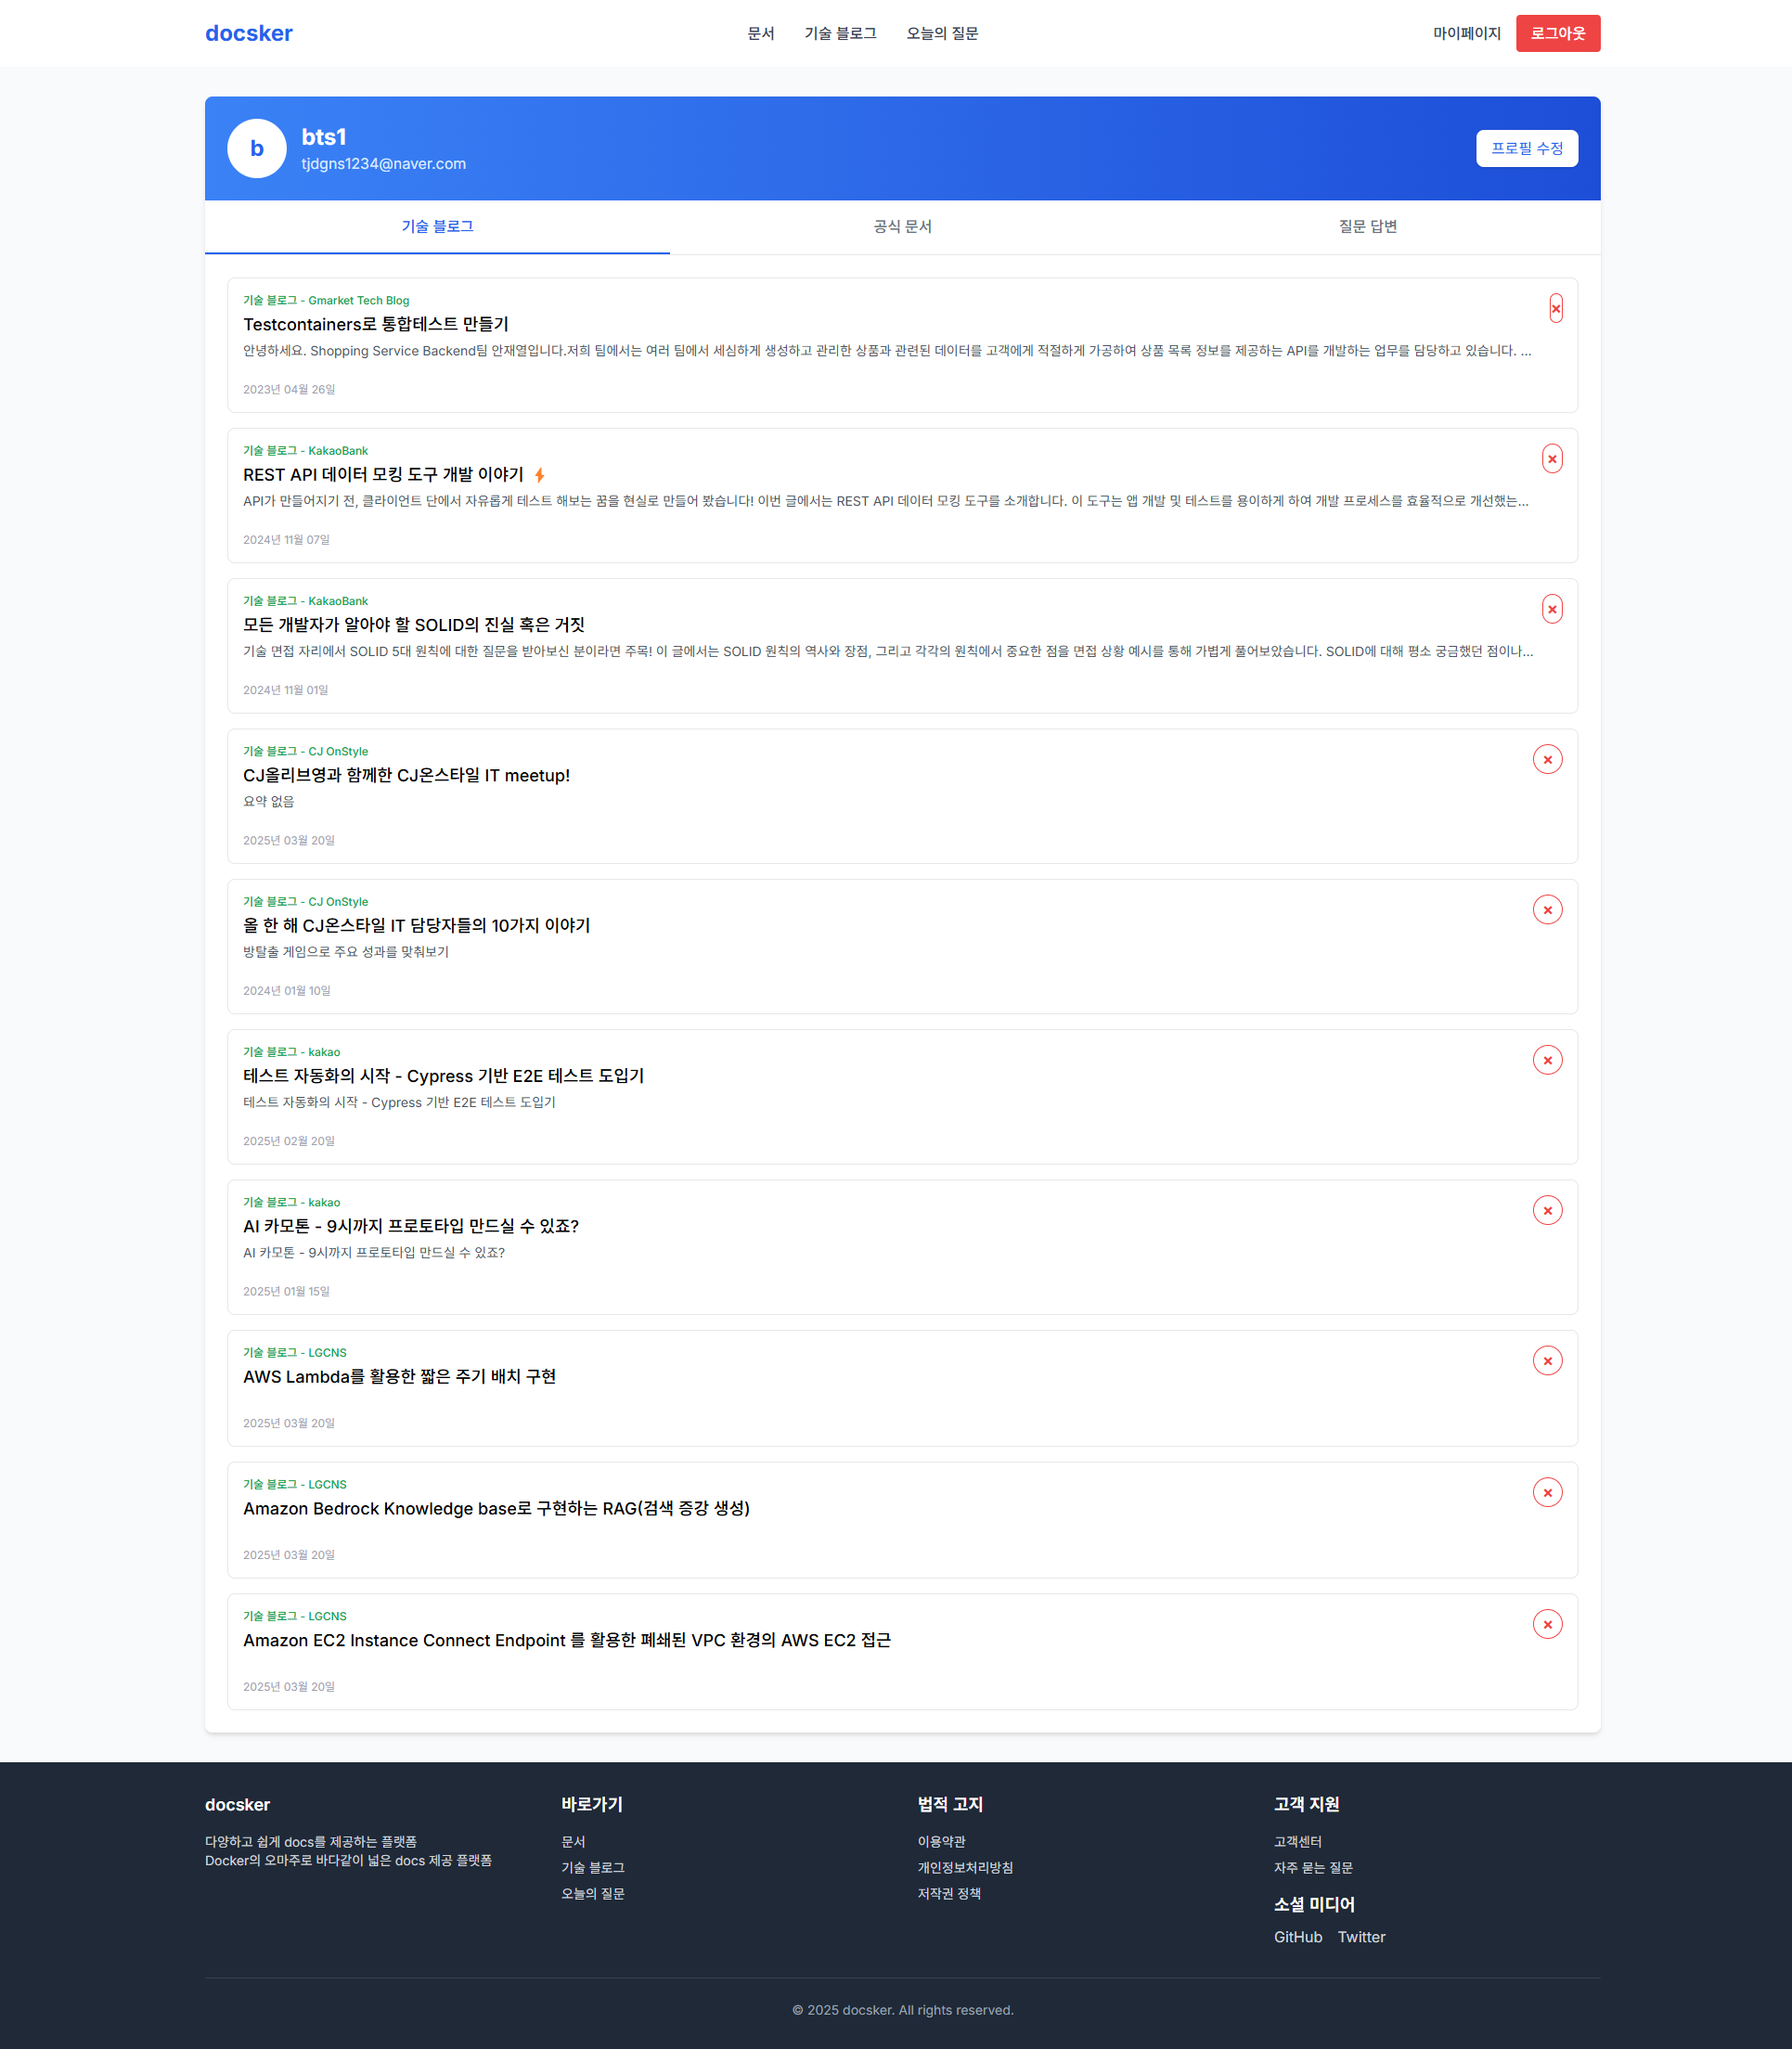 docsker
문서 기술 블로그 오늘의 질문
마이페이지 로그아웃
b
bts1
tjdgns1234@naver.com
프로필 수정
기술 블로그 공식 문서 질문 답변
기술 블로그 - Gmarket Tech Blog
Testcontainers로 통합테스트 만들기
안녕하세요. Shopping Service Backend팀 안재열입니다.저희 팀에서는 여러 팀에서 세심하게 생성하고 관리한 상품과 관련된 데이터를 고객에게 적절하게 가공하여 상품 목록 정보를 제공하는 API를 개발하는 업무를 담당하고 있습니다. ...
2023년 04월 26일
기술 블로그 - KakaoBank
REST API 데이터 모킹 도구 개발 이야기
API가 만들어지기 전, 클라이언트 단에서 자유롭게 테스트 해보는 꿈을 현실로 만들어 봤습니다! 이번 글에서는 REST API 데이터 모킹 도구를 소개합니다. 이 도구는 앱 개발 및 테스트를 용이하게 하여 개발 프로세스를 효율적으로 개선했는...
2024년 11월 07일
기술 블로그 - KakaoBank
모든 개발자가 알아야 할 SOLID의 진실 혹은 거짓
기술 면접 자리에서 SOLID 5대 원칙에 대한 질문을 받아보신 분이라면 주목! 이 글에서는 SOLID 원칙의 역사와 장점, 그리고 각각의 원칙에서 중요한 점을 면접 상황 예시를 통해 가볍게 풀어보았습니다. SOLID에 대해 평소 궁금했던 점이나...
2024년 11월 01일
기술 블로그 - CJ OnStyle
CJ올리브영과 함께한 CJ온스타일 IT meetup!
요약 없음
2025년 03월 20일
기술 블로그 - CJ OnStyle
올 한 해 CJ온스타일 IT 담당자들의 10가지 이야기
방탈출 게임으로 주요 성과를 맞춰보기
2024년 01월 10일
기술 블로그 - kakao
테스트 자동화의 시작 - Cypress 기반 E2E 테스트 도입기
테스트 자동화의 시작 - Cypress 기반 E2E 테스트 도입기
2025년 02월 20일
기술 블로그 - kakao
AI 카모톤 - 9시까지 프로토타입 만드실 수 있죠?
AI 카모톤 - 9시까지 프로토타입 만드실 수 있죠?
2025년 01월 15일
기술 블로그 - LGCNS
AWS Lambda를 활용한 짧은 주기 배치 구현
2025년 03월 20일
기술 블로그 - LGCNS
Amazon Bedrock Knowledge base로 구현하는 RAG(검색 증강 생성)
2025년 03월 20일
기술 블로그 - LGCNS
Amazon EC2 Instance Connect Endpoint 를 활용한 폐쇄된 VPC 환경의 AWS EC2 접근
2025년 03월 20일
docsker
다양하고 쉽게 docs를 제공하는 플랫폼
Docker의 오마주로 바다같이 넓은 docs 제공 플랫폼
바로가기
문서
기술 블로그
오늘의 질문
법적 고지
이용약관
개인정보처리방침
저작권 정책
고객 지원
고객센터
자주 묻는 질문
소셜 미디어
GitHub Twitter
© 2025 docsker. All rights reserved.